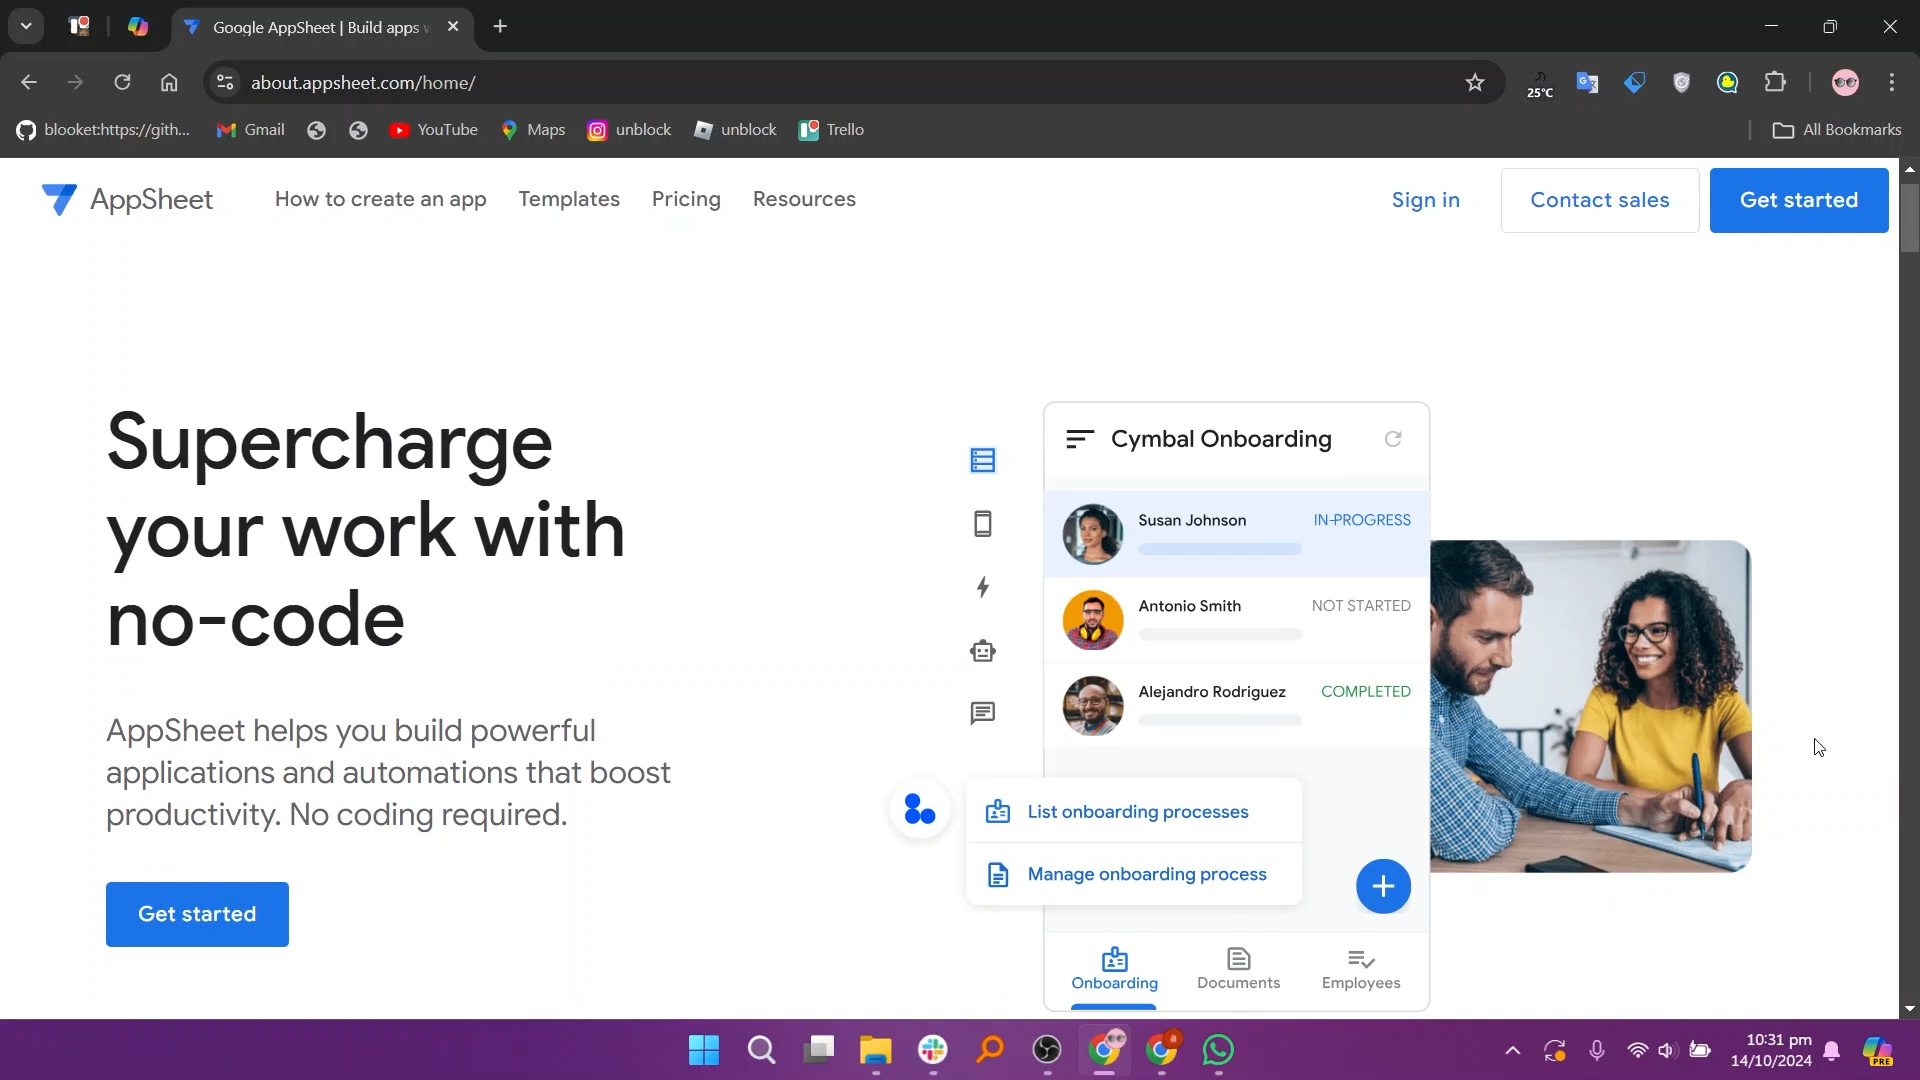 Google AppSheet | Build apps w
about.appsheet.com/home/
25°C
blooket:https://gith...
Gmail
YouTube
Maps
unblock
unblock
Trello
All Bookmarks
AppSheet
How to create an app
Templates
Pricing
Resources
Sign in
Contact sales
Get started
Supercharge
your work with
no-code
AppSheet helps you build powerful
applications and automations that boost
productivity. No coding required.
Get started
Cymbal Onboarding
Susan Johnson IN-PROGRESS
Antonio Smith NOT STARTED
Alejandro Rodriguez COMPLETED
List onboarding processes
Manage onboarding process
Onboarding
Documents
Employees
10:31 pm
14/10/2024
PRE